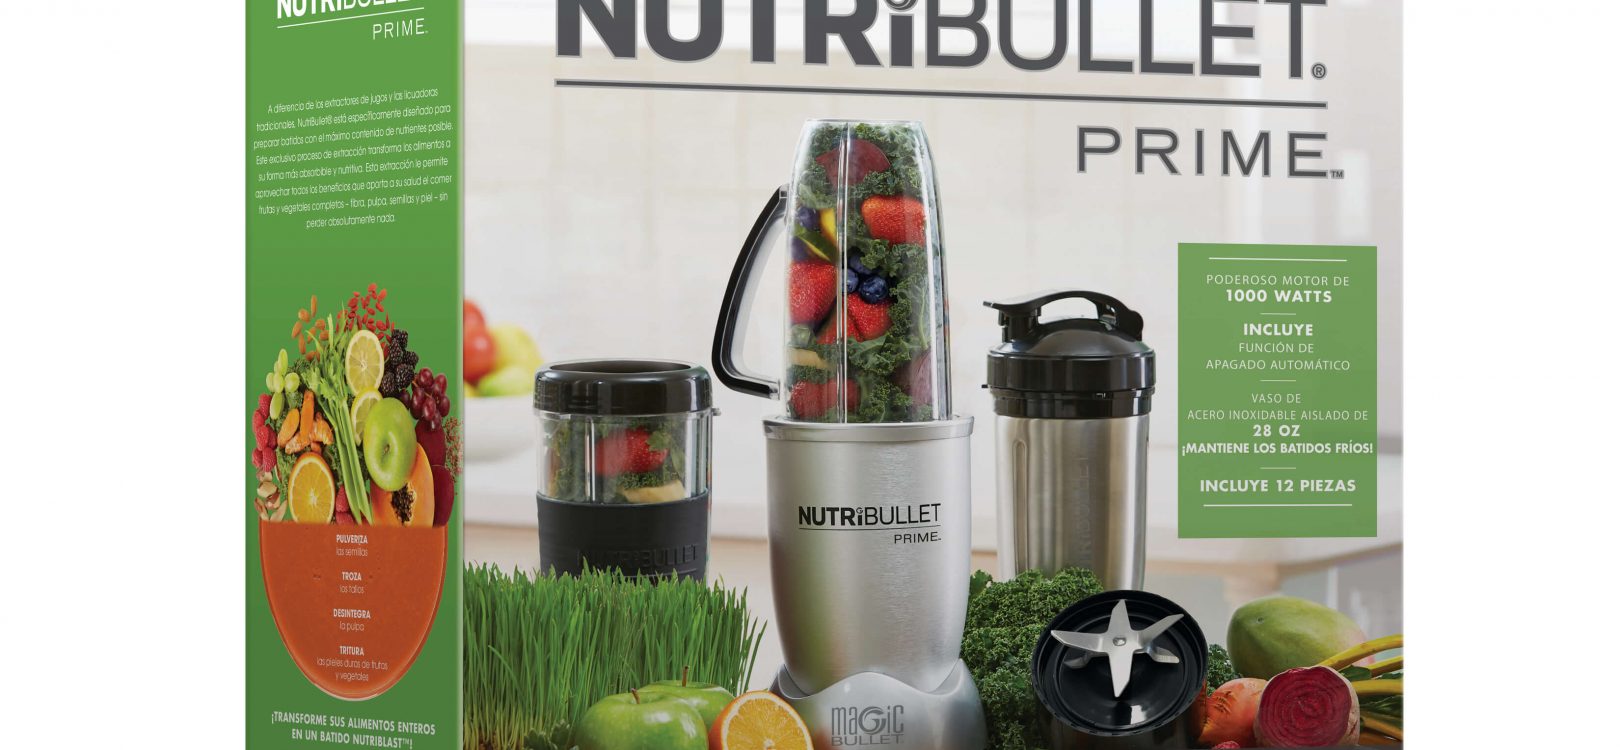 NUTRiBULLET
PRIME™
A diferencia de los extractores de jugos y las licuadoras
tradicionales, NutriBullet® está específicamente diseñado para
preparar batidos con el máximo contenido de nutrientes posible.
Este exclusivo proceso de extracción transforma los alimentos a
su forma más absorbible y nutritiva. Esta extracción le permite
aprovechar todos los beneficios que aporta a su salud el comer
frutas y vegetales completos – fibra, pulpa, semillas y piel – sin
perder absolutamente nada.
PULVERIZA
las semillas
TROZA
los tallos
DESINTEGRA
la pulpa
TRITURA
las pieles duras de frutas
y vegetales
¡TRANSFORME SUS ALIMENTOS ENTEROS
EN UN BATIDO NUTRIBLAST™!
NUTRiBULLET®
PRIME™
PODEROSO MOTOR DE
1000 WATTS
INCLUYE
FUNCIÓN DE
APAGADO AUTOMÁTICO
VASO DE
ACERO INOXIDABLE AISLADO DE
28 OZ
¡MANTIENE LOS BATIDOS FRÍOS!
INCLUYE 12 PIEZAS
NUTRiBULLET
NUTRiBULLET
NUTRiBULLET
PRIME™
MAGIC
BULLET